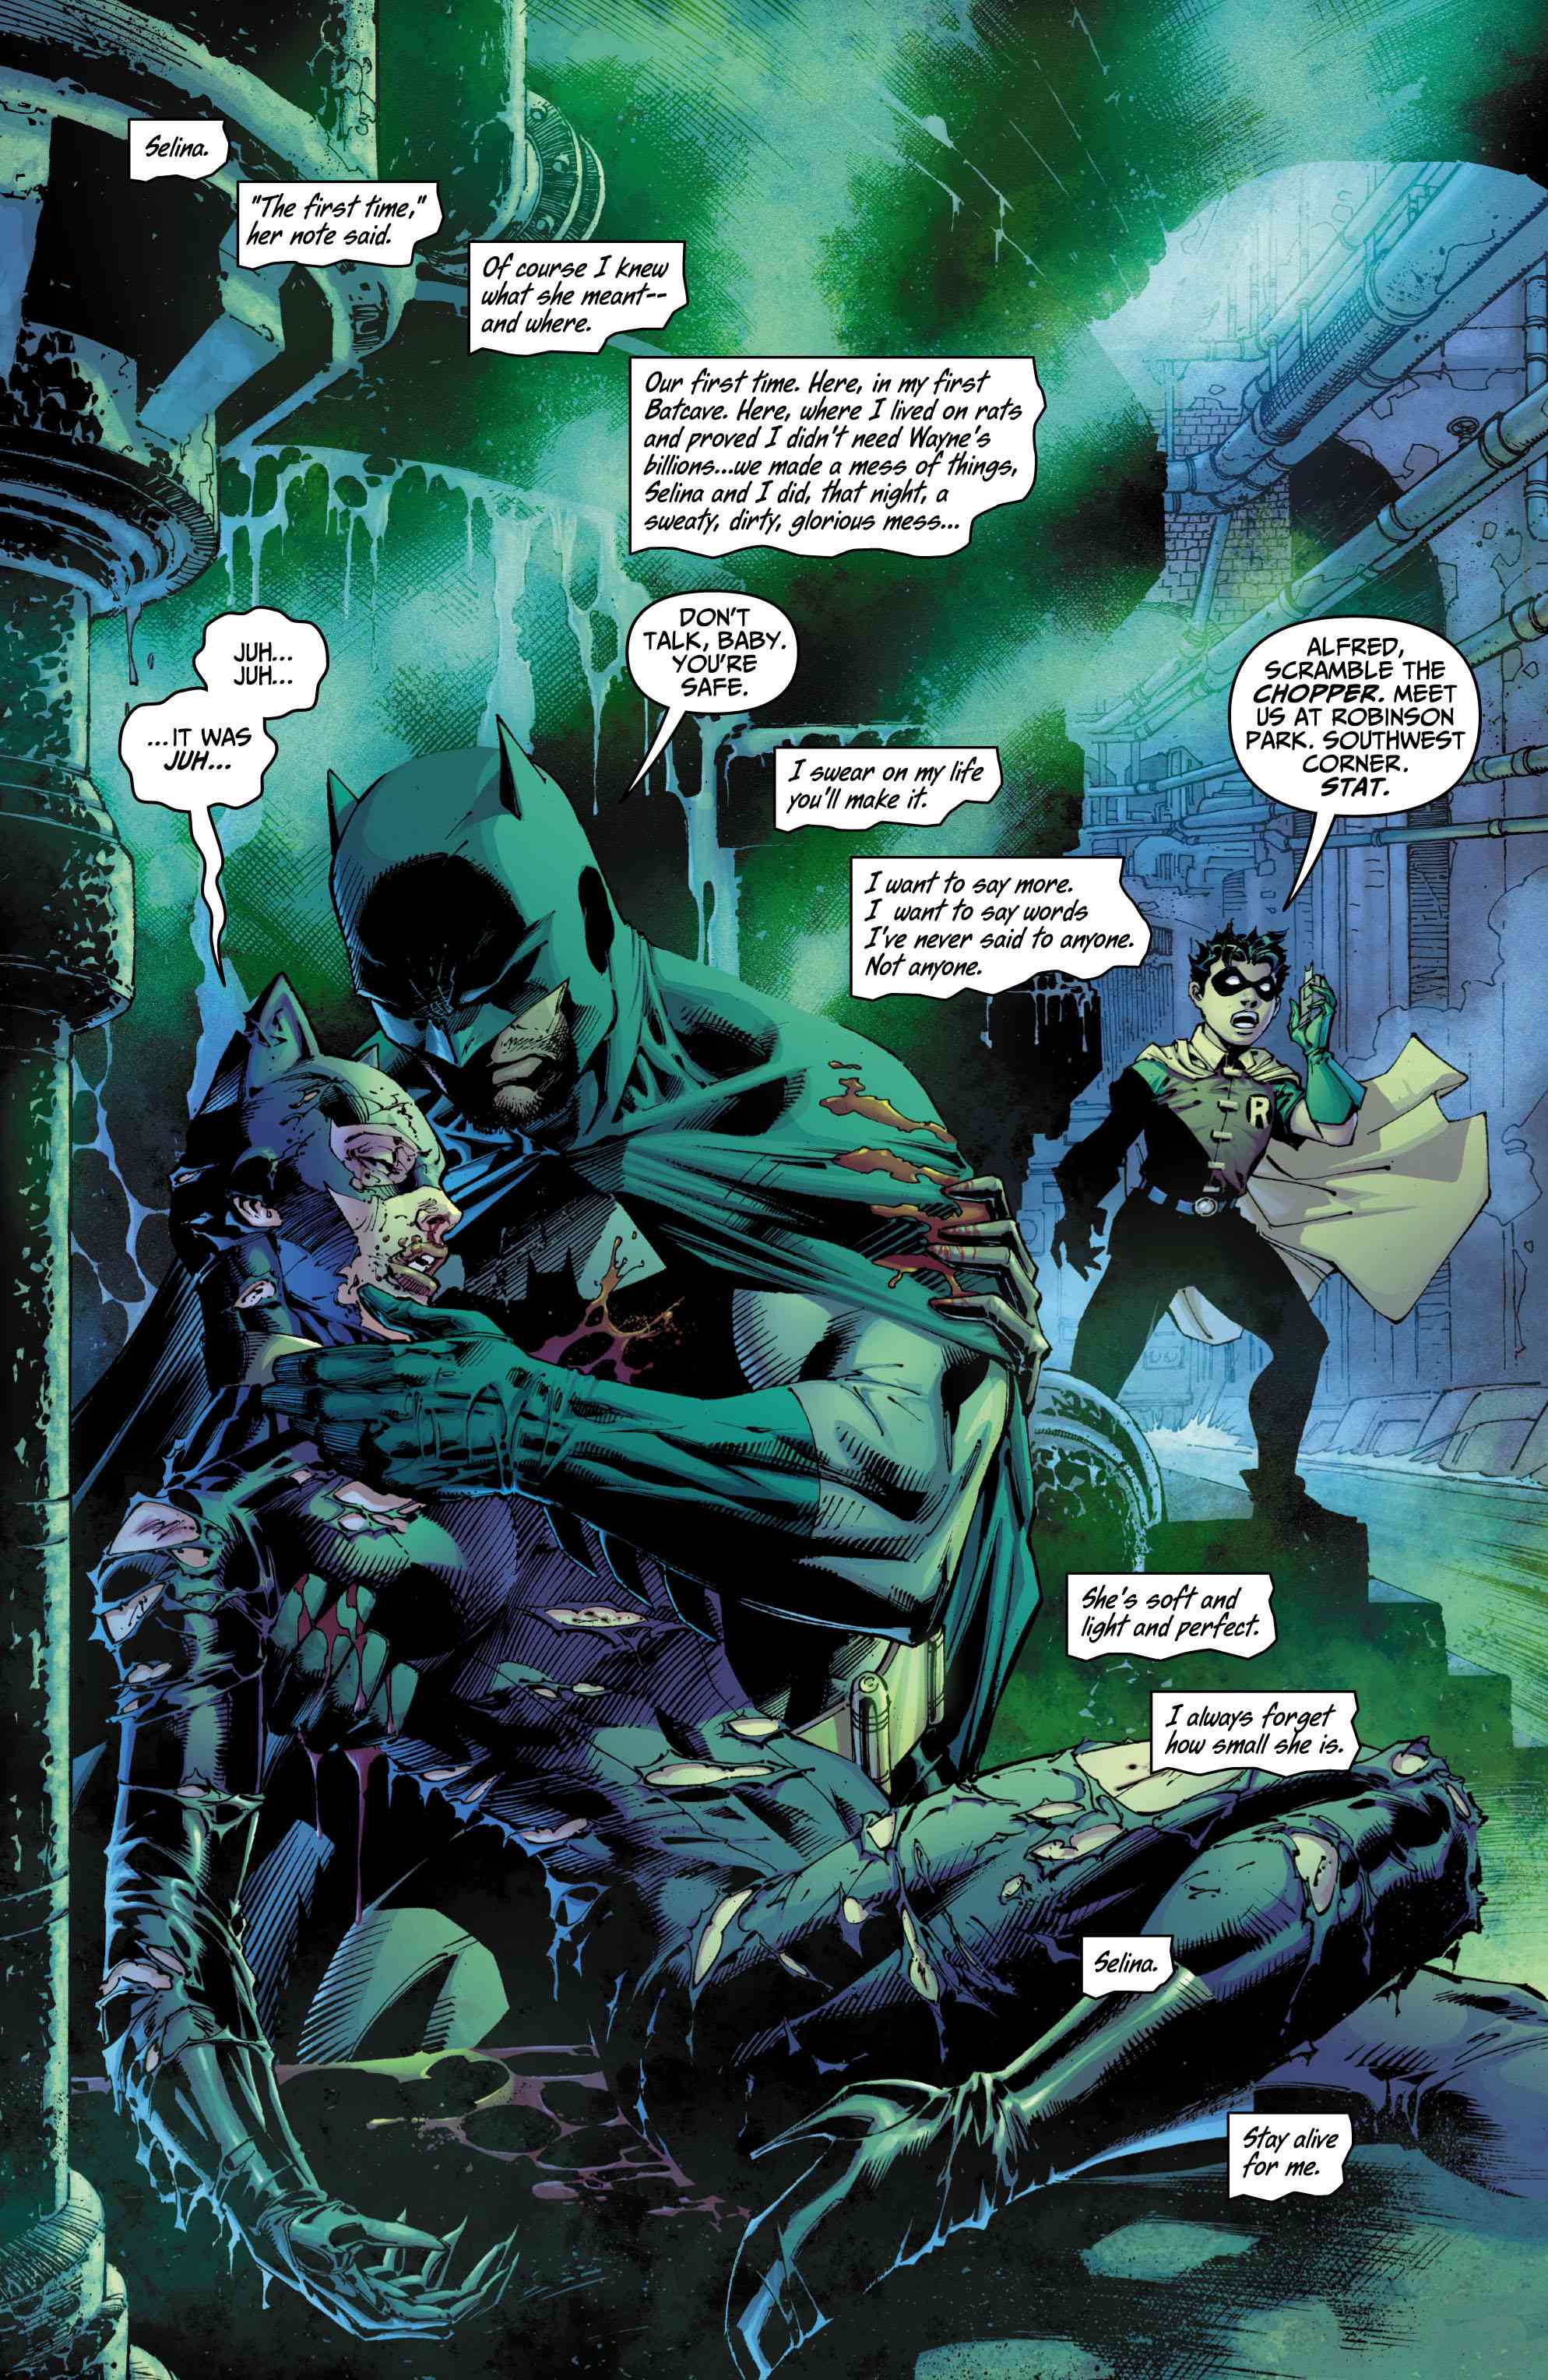 Selina.
"The first time,"
her note said.
Of course I knew
what she meant--
and where.
Our first time. Here, in my first
Batcave. Here, where I lived on rats
and proved I didn't need Wayne's
billions...we made a mess of things,
Selina and I did, that night, a
sweaty, dirty, glorious mess...
JUH...
JUH...
...IT WAS
JUH...
DON'T
TALK, BABY.
YOU'RE
SAFE.
I swear on my life
you'll make it.
ALFRED,
SCRAMBLE THE
CHOPPER. MEET
US AT ROBINSON
PARK. SOUTHWEST
CORNER.
STAT.
I want to say more.
I want to say words
I've never said to anyone.
Not anyone.
R
She's soft and
light and perfect.
I always forget
how small she is.
Selina.
Stay alive
for me.